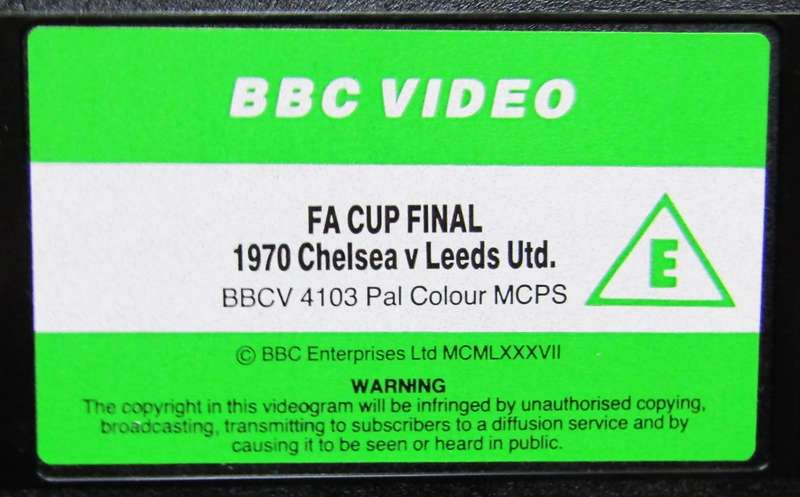 BBC VIDEO
FA CUP FINAL
1970 Chelsea v Leeds Utd.
BBCV 4103 Pal Colour MCPS
E
© BBC Enterprises Ltd MCMLXXXVII
WARNING
The copyright in this videogram will be infringed by unauthorised copying,
broadcasting, transmitting to subscribers to a diffusion service and by
causing it to be seen or heard in public.